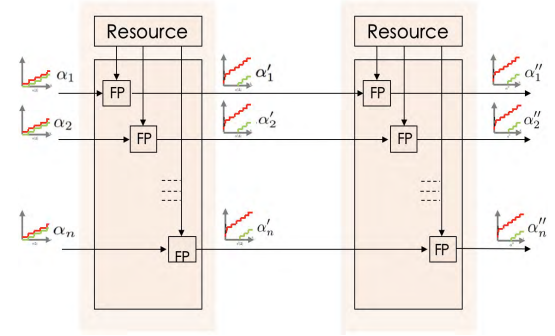 Resource Resource
α₁ FP α′₁ FP α″₁
α₂ FP α′₂ FP α″₂
αₙ FP α′ₙ FP α″ₙ